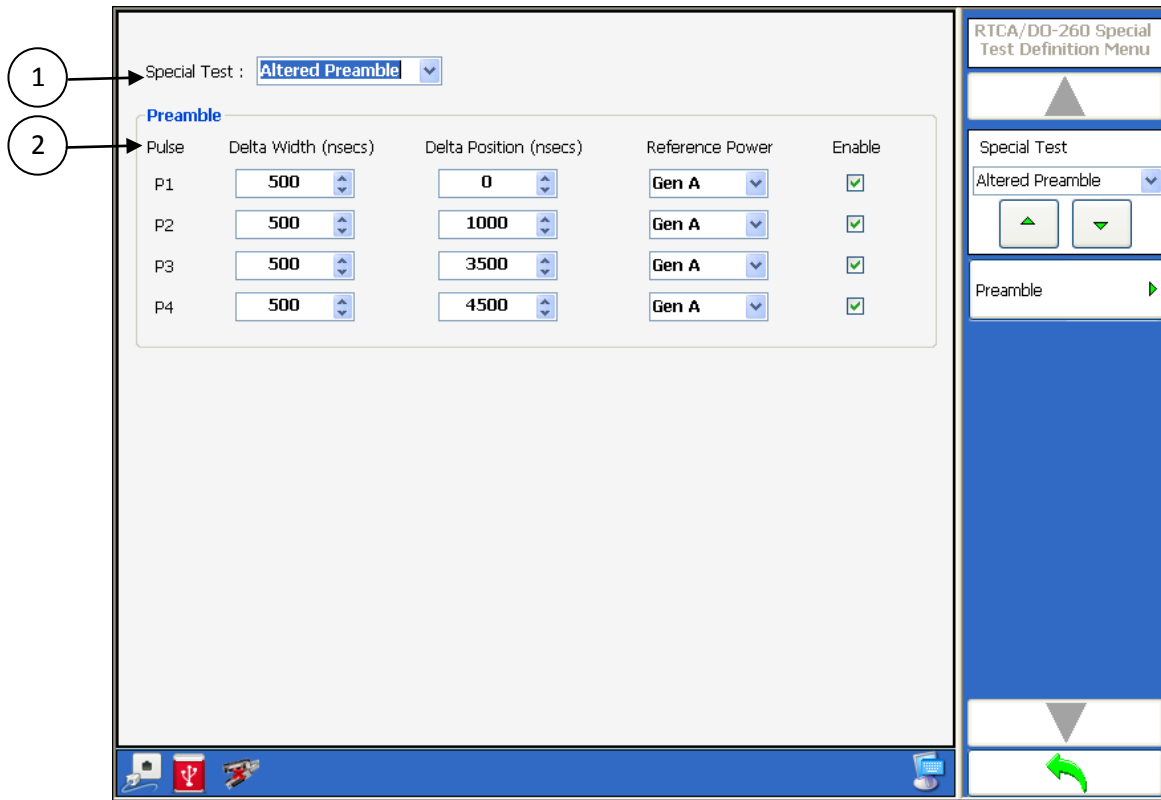 1
Special Test : Altered Preamble
2
Preamble
Pulse Delta Width (nsecs) Delta Position (nsecs) Reference Power Enable
P1 500 0 Gen A
P2 500 1000 Gen A
P3 500 3500 Gen A
P4 500 4500 Gen A
RTCA/DO-260 Special
Test Definition Menu
Special Test
Altered Preamble
Preamble